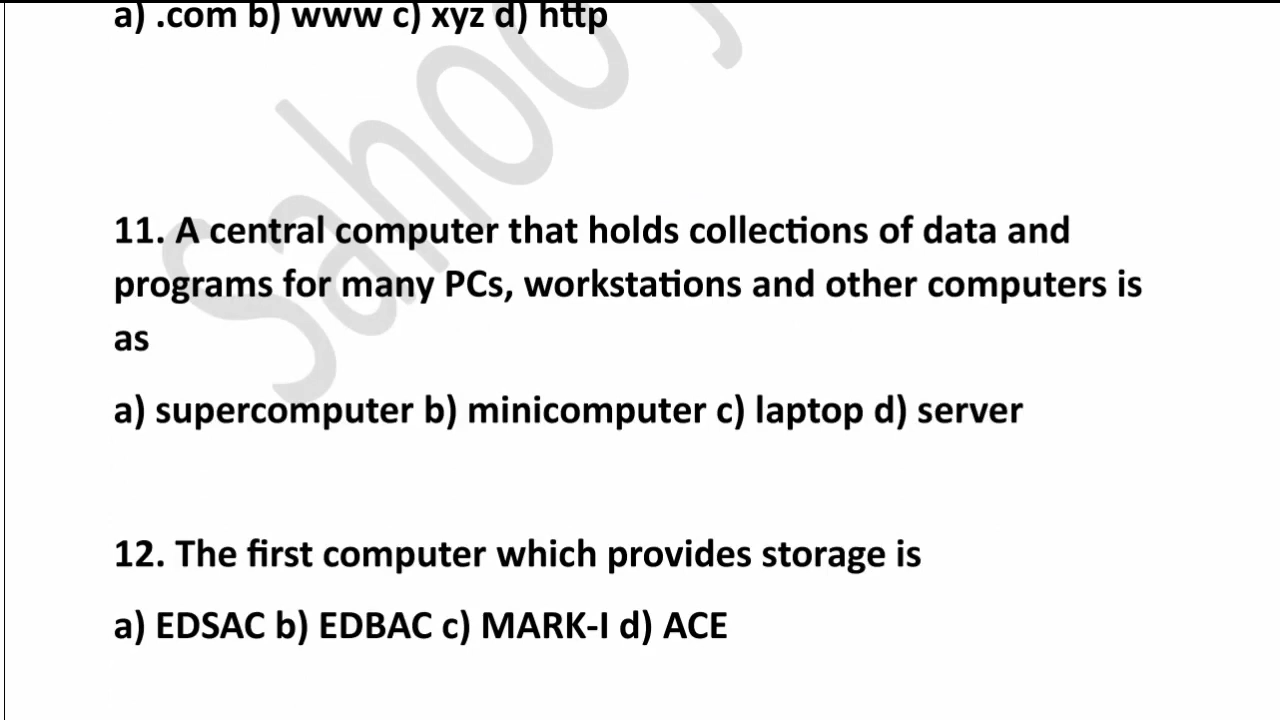 a) .com b) www c) xyz d) http
11. A central computer that holds collections of data and
programs for many PCs, workstations and other computers is
as
a) supercomputer b) minicomputer c) laptop d) server
12. The first computer which provides storage is
a) EDSAC b) EDBAC c) MARK-I d) ACE
Sahoo